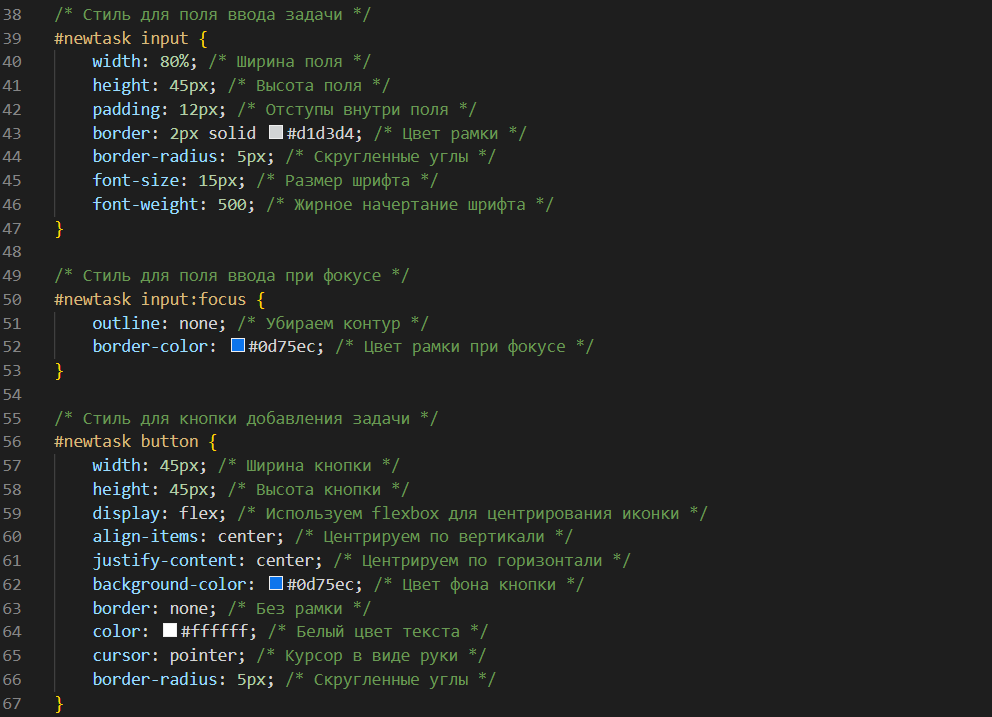 38 /* Стиль для поля ввода задачи */
39 #newtask input {
40 width: 80%; /* Ширина поля */
41 height: 45px; /* Высота поля */
42 padding: 12px; /* Отступы внутри поля */
43 border: 2px solid #d1d3d4; /* Цвет рамки */
44 border-radius: 5px; /* Скругленные углы */
45 font-size: 15px; /* Размер шрифта */
46 font-weight: 500; /* Жирное начертание шрифта */
47 }
48
49 /* Стиль для поля ввода при фокусе */
50 #newtask input:focus {
51 outline: none; /* Убираем контур */
52 border-color: #0d75ec; /* Цвет рамки при фокусе */
53 }
54
55 /* Стиль для кнопки добавления задачи */
56 #newtask button {
57 width: 45px; /* Ширина кнопки */
58 height: 45px; /* Высота кнопки */
59 display: flex; /* Используем flexbox для центрирования иконки */
60 align-items: center; /* Центрируем по вертикали */
61 justify-content: center; /* Центрируем по горизонтали */
62 background-color: #0d75ec; /* Цвет фона кнопки */
63 border: none; /* Без рамки */
64 color: #ffffff; /* Белый цвет текста */
65 cursor: pointer; /* Курсор в виде руки */
66 border-radius: 5px; /* Скругленные углы */
67 }